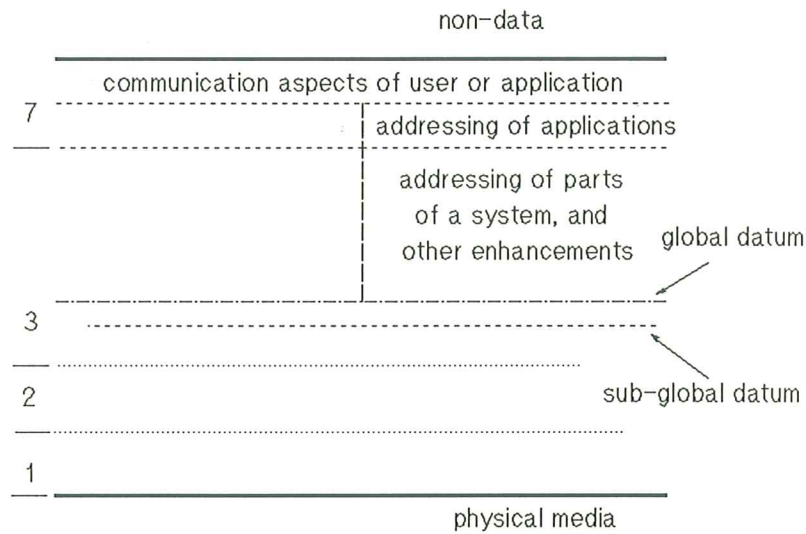 non-data
communication aspects of user or application
7
addressing of applications
addressing of parts
of a system, and
other enhancements
global datum
3
sub-global datum
2
1
physical media